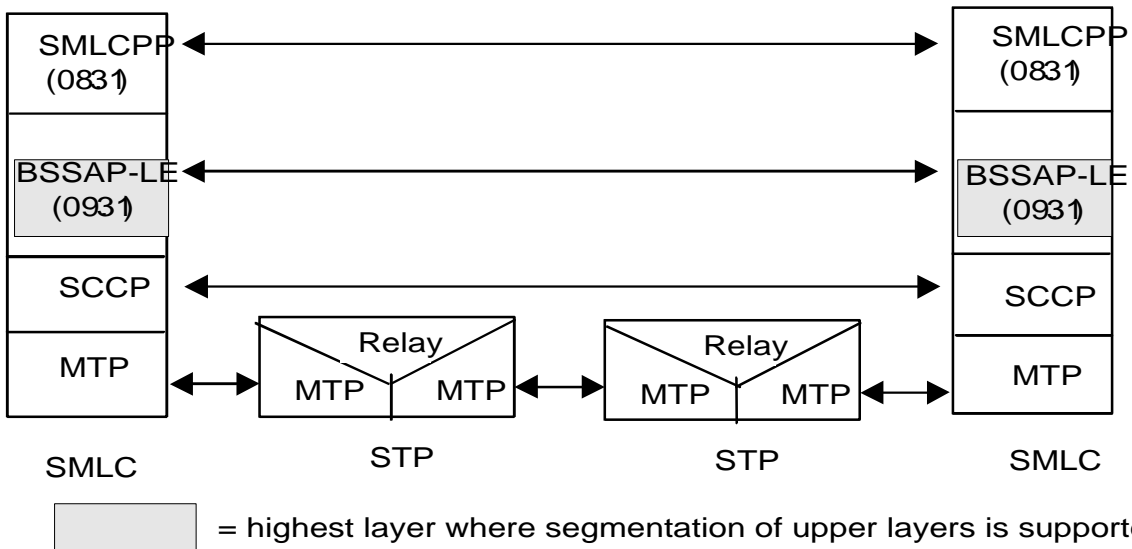 SMLCPP
(0831)
BSSAP-LE
(0931)
SCCP
MTP
SMLC
Relay
MTP MTP
STP
Relay
MTP MTP
STP
SMLCPP
(0831)
BSSAP-LE
(0931)
SCCP
MTP
SMLC
= highest layer where segmentation of upper layers is supporte